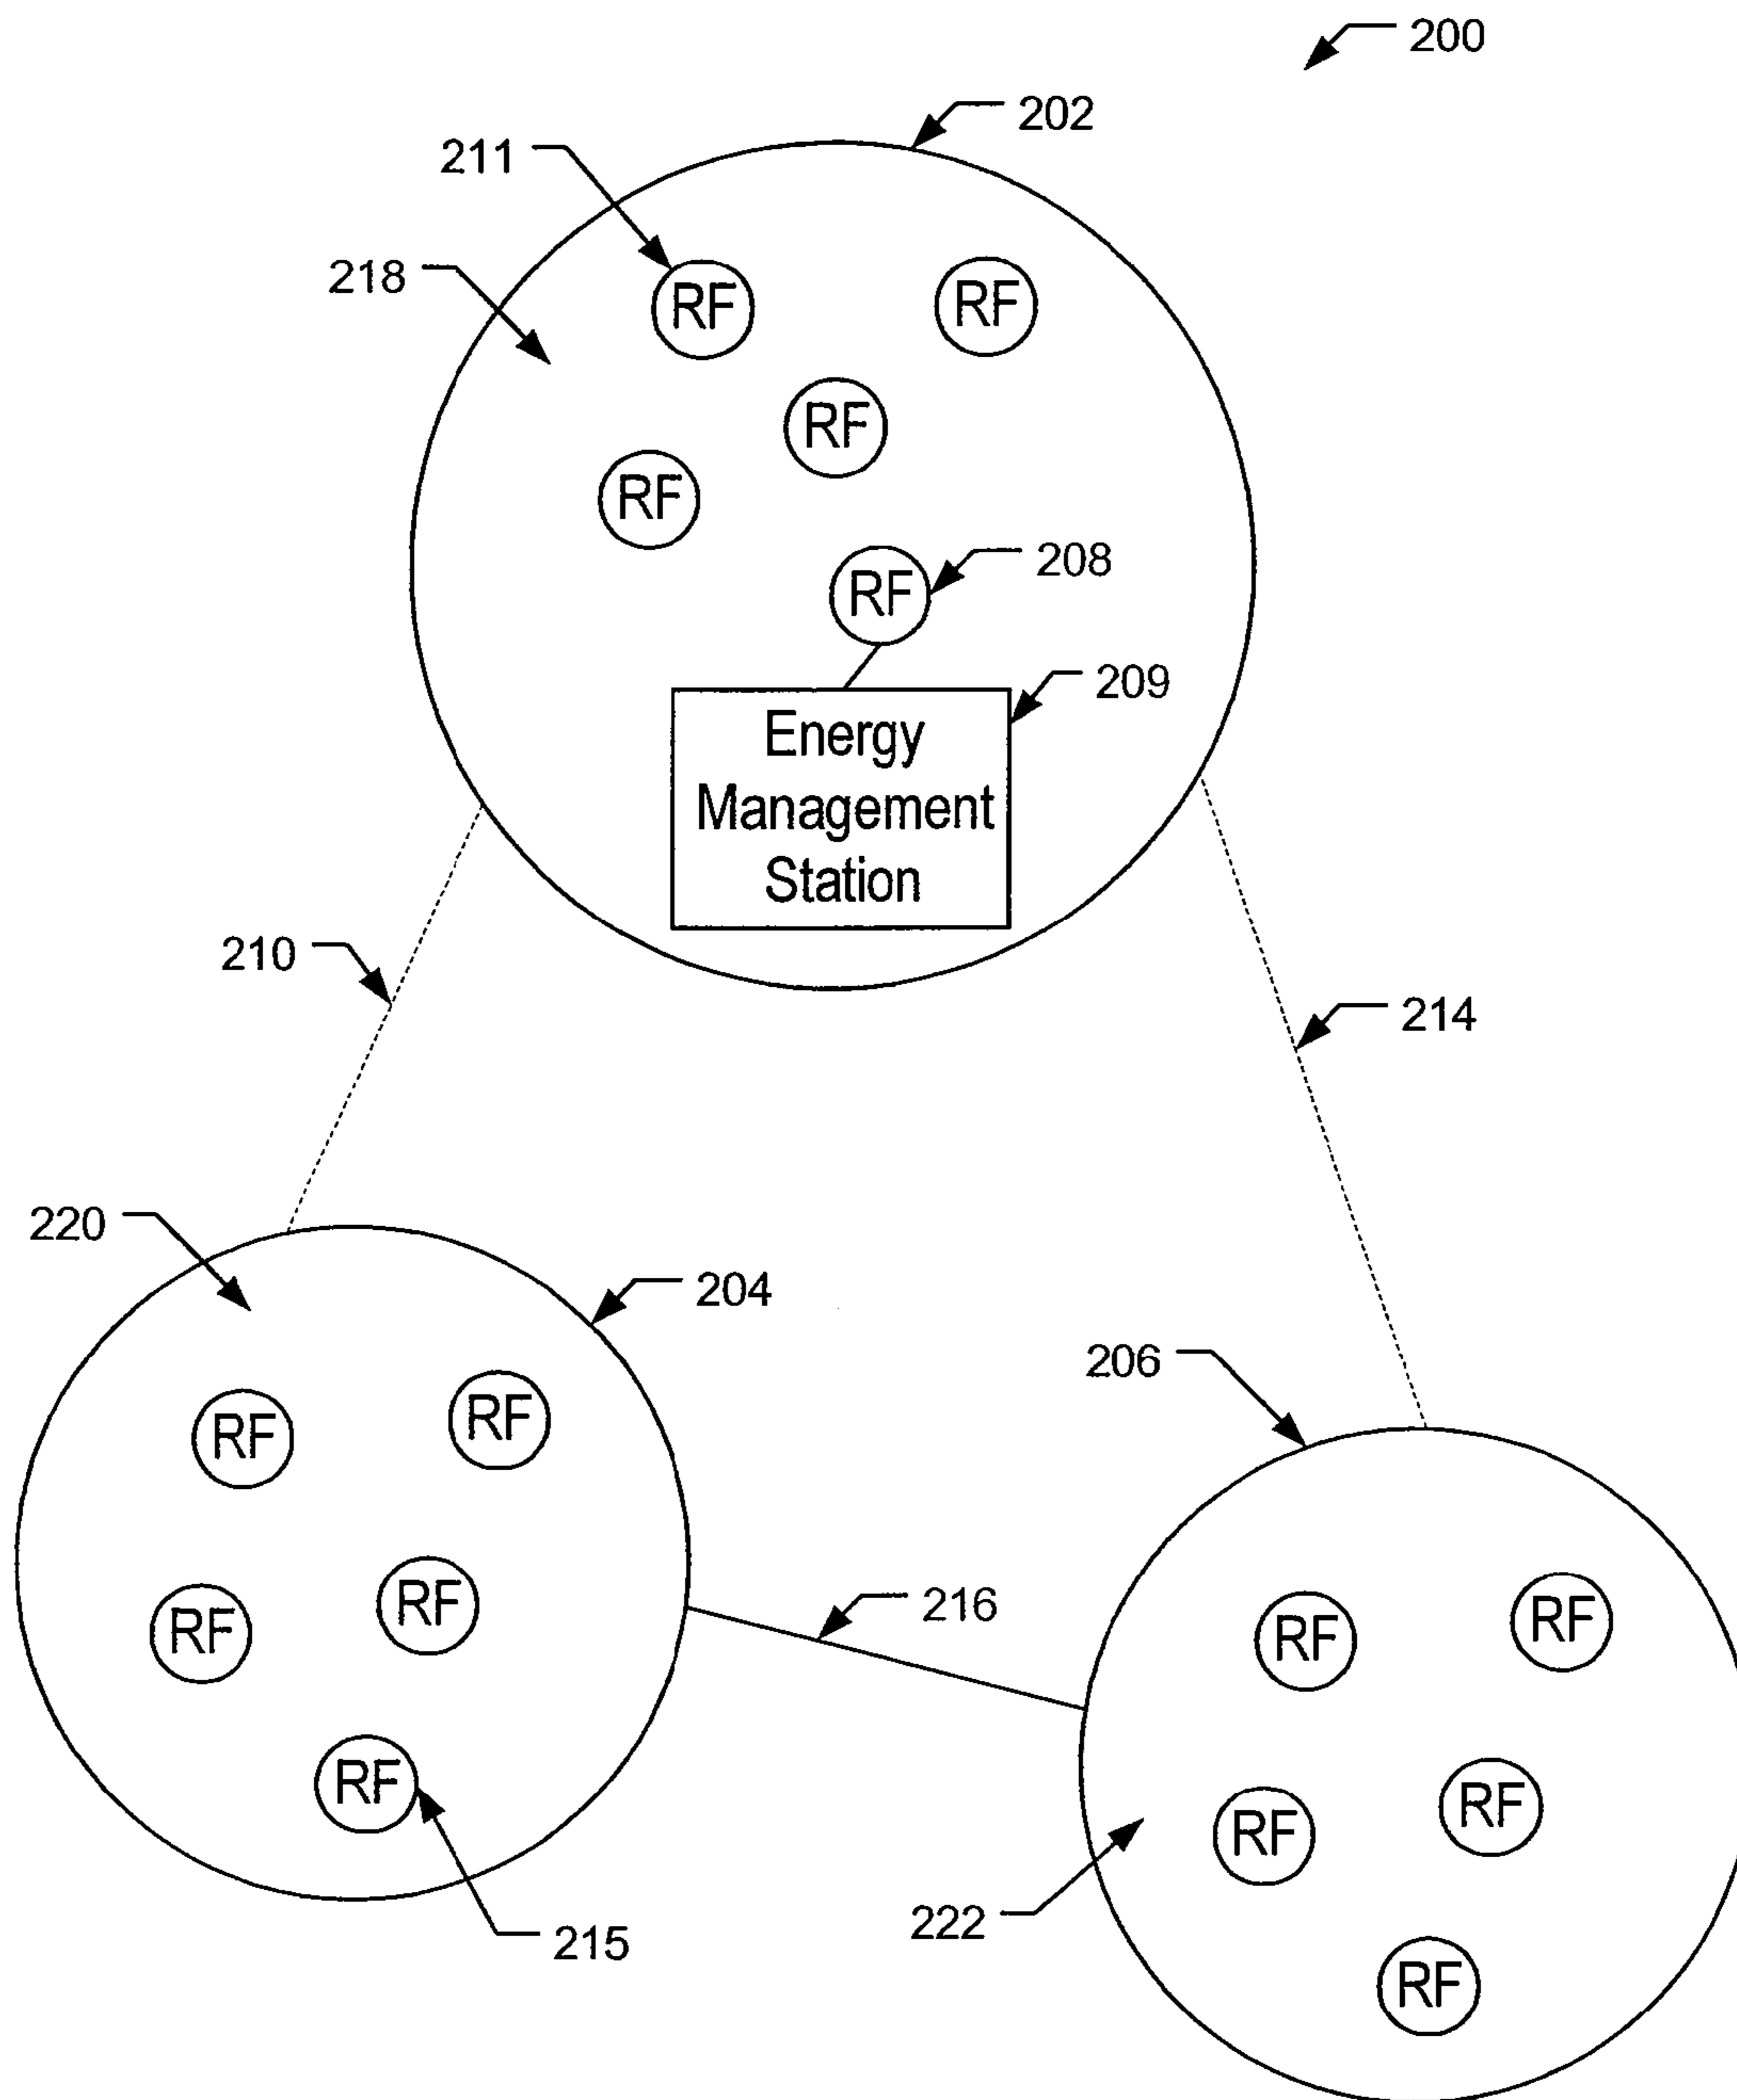 200
202
211
218
RF
RF
RF
RF
208
RF
209
Energy
Management
Station
210
214
220
204
206
RF
RF
RF
RF
216
RF
RF
RF
RF
RF
215
222
RF